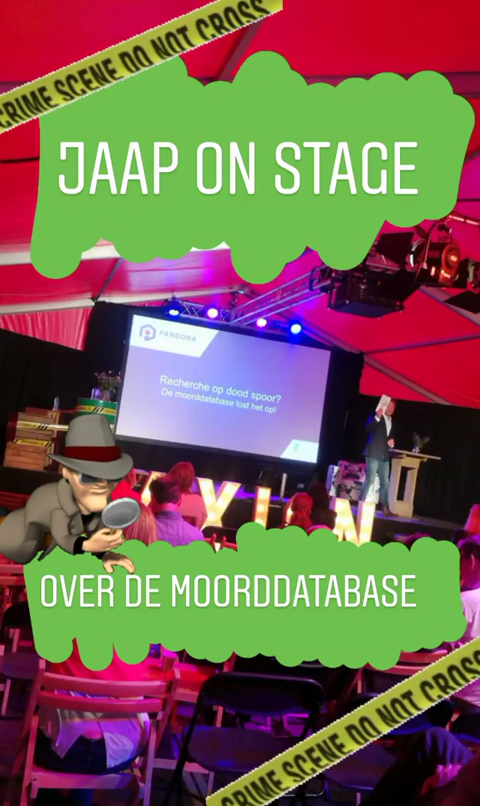 CRIME SCENE DO NOT CROSS
JAAP ON STAGE
PANDORA
Recherche op dood spoor?
De moorddatabase lost het op!
OVER DE MOORDDATABASE
CRIME SCENE DO NOT CROSS